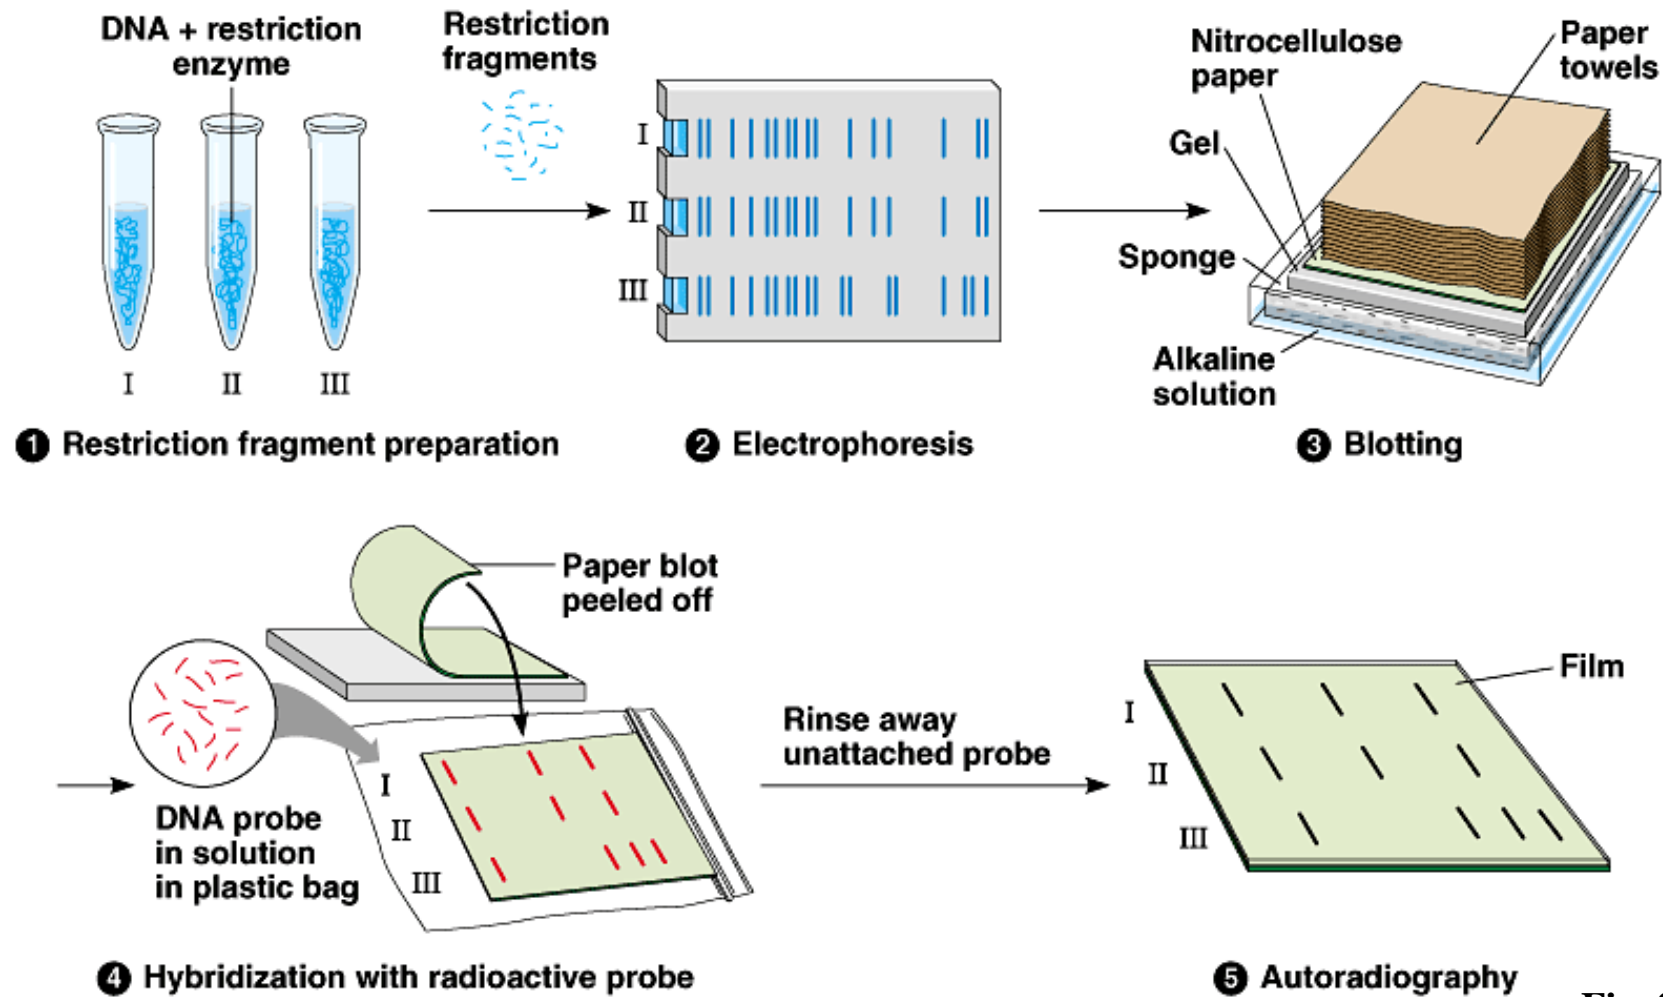 DNA + restriction
enzyme
I
II
III
1 Restriction fragment preparation
Restriction
fragments
I
II
III
2 Electrophoresis
Nitrocellulose
paper
Paper
towels
Gel
Sponge
Alkaline
solution
3 Blotting
Paper blot
peeled off
DNA probe
in solution
in plastic bag
I
II
III
4 Hybridization with radioactive probe
Rinse away
unattached probe
Film
I
II
III
5 Autoradiography